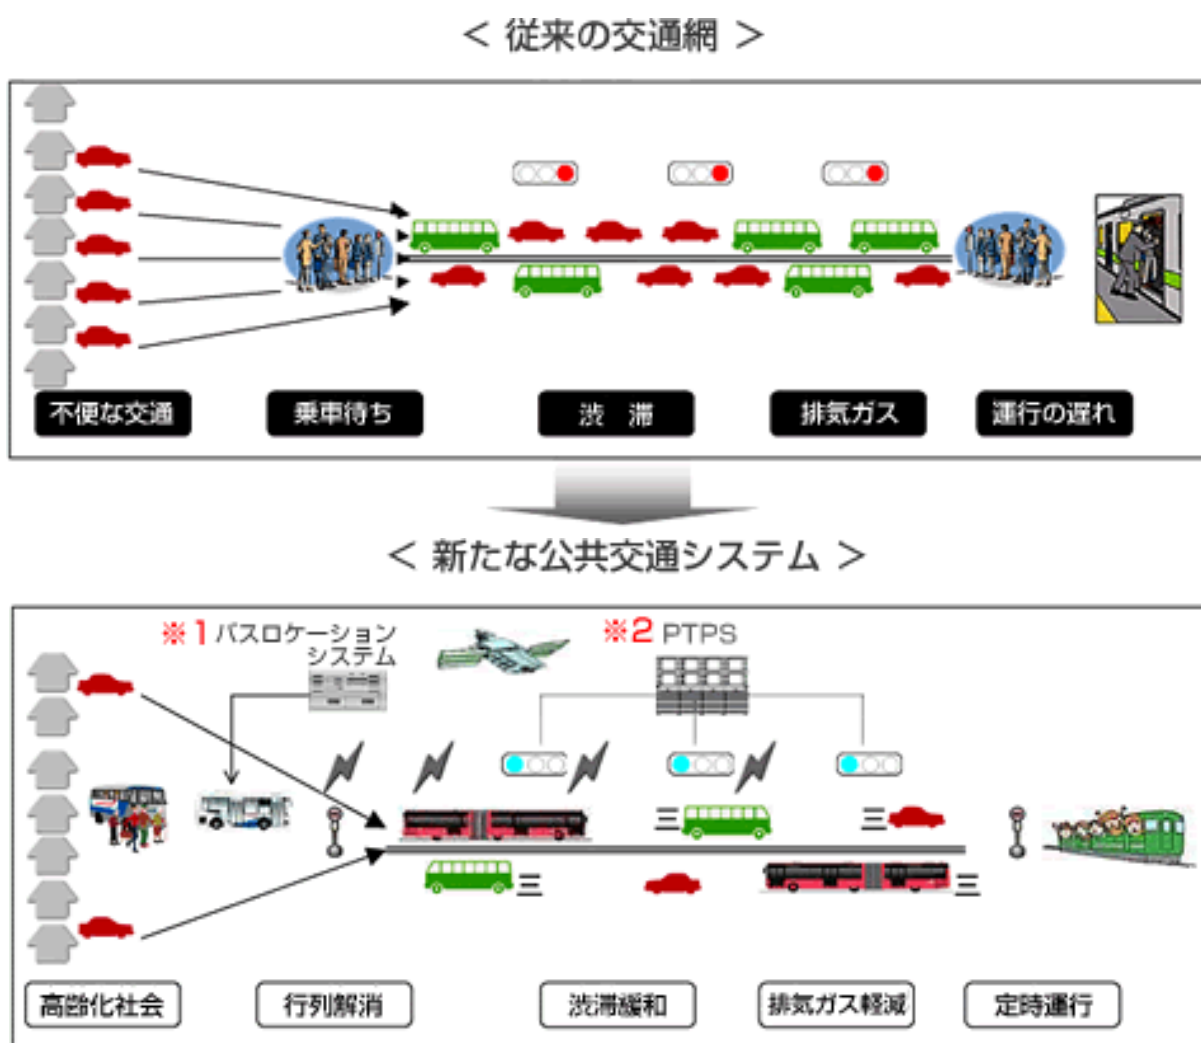 ＜ 従来の交通網 ＞
不便な交通
乗車待ち
渋　滞
排気ガス
運行の遅れ
＜ 新たな公共交通システム ＞
※1 バスロケーション
システム
※2 PTPS
高齢化社会
行列解消
渋滞緩和
排気ガス軽減
定時運行